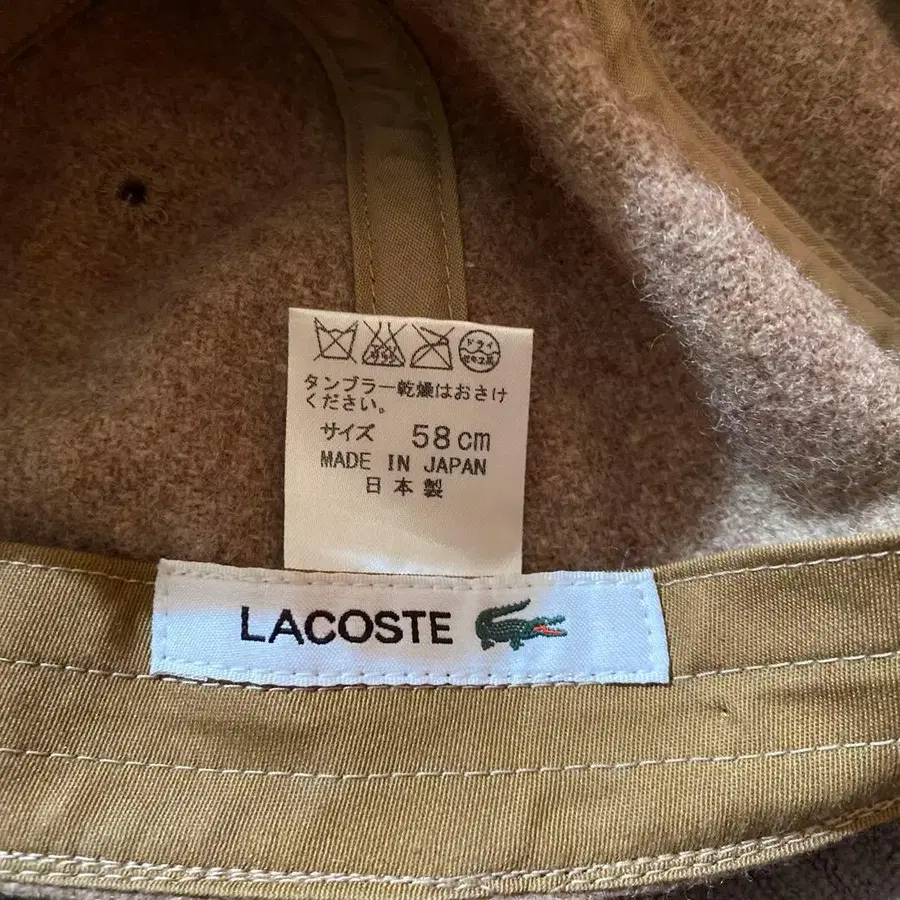 ドライ
タンブラー乾燥はおさけ
ください。
サイズ 58cm
MADE IN JAPAN
日本製
LACOSTE